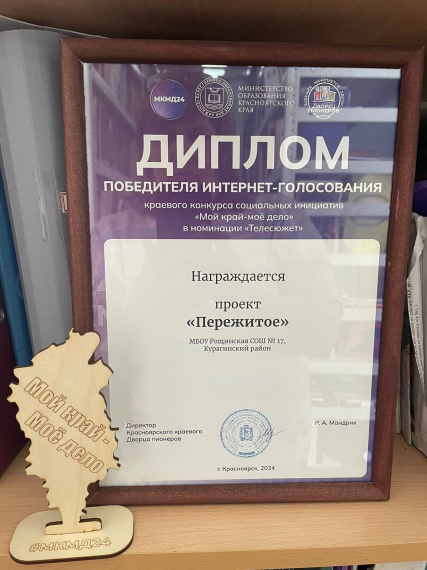 МКМД24
МИНИСТЕРСТВО
ОБРАЗОВАНИЯ
КРАСНОЯРСКОГО
КРАЯ
ДВОРЕЦ
ПИОНЕРОВ
ДИПЛОМ
ПОБЕДИТЕЛЯ ИНТЕРНЕТ-ГОЛОСОВАНИЯ
краевого конкурса социальных инициатив
«Мой край-моё дело»
в номинации «Телесюжет»
Награждается
проект
«Пережитое»
МБОУ Рощинская СОШ № 17,
Курагинский район
Директор
Красноярского краевого
Дворца пионеров
Р. А. Мандрик
г. Красноярск, 2024
Мой край -
Моё дело
#МКМД24